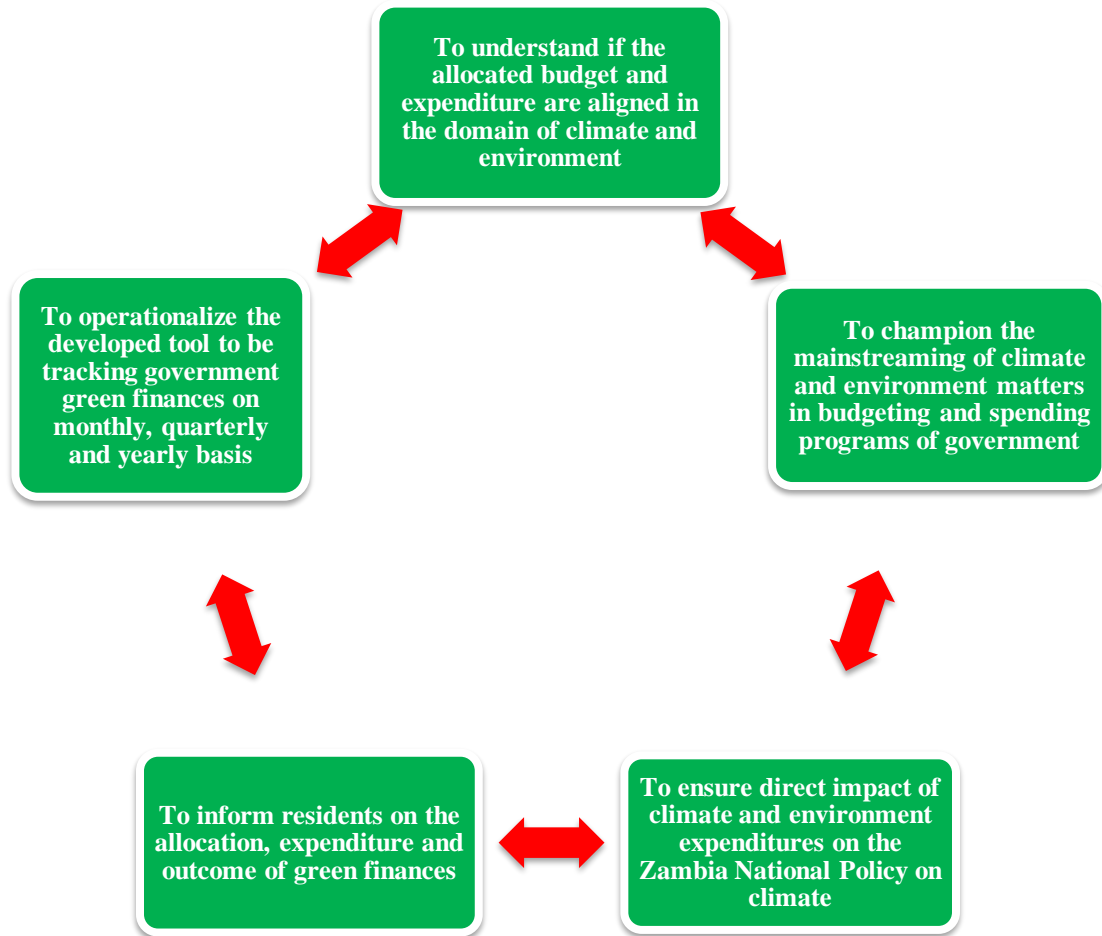 To understand if the
allocated budget and
expenditure are aligned in
the domain of climate and
environment
To operationalize the
developed tool to be
tracking government
green finances on
monthly, quarterly
and yearly basis
To champion the
mainstreaming of climate
and environment matters
in budgeting and spending
programs of government
To inform residents on the
allocation, expenditure and
outcome of green finances
To ensure direct impact of
climate and environment
expenditures on the
Zambia National Policy on
climate